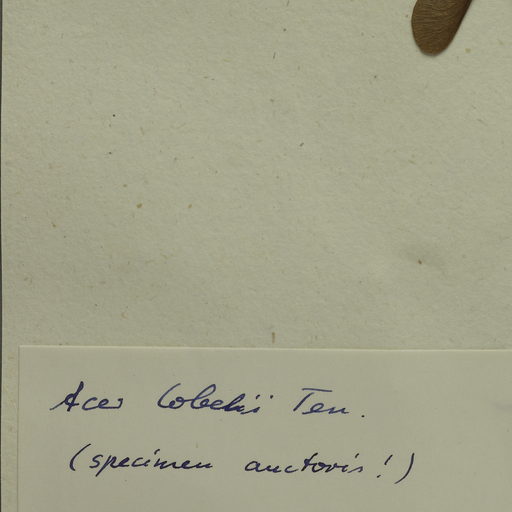 Acer Lobelii Ten.
(specimen auctoris!)